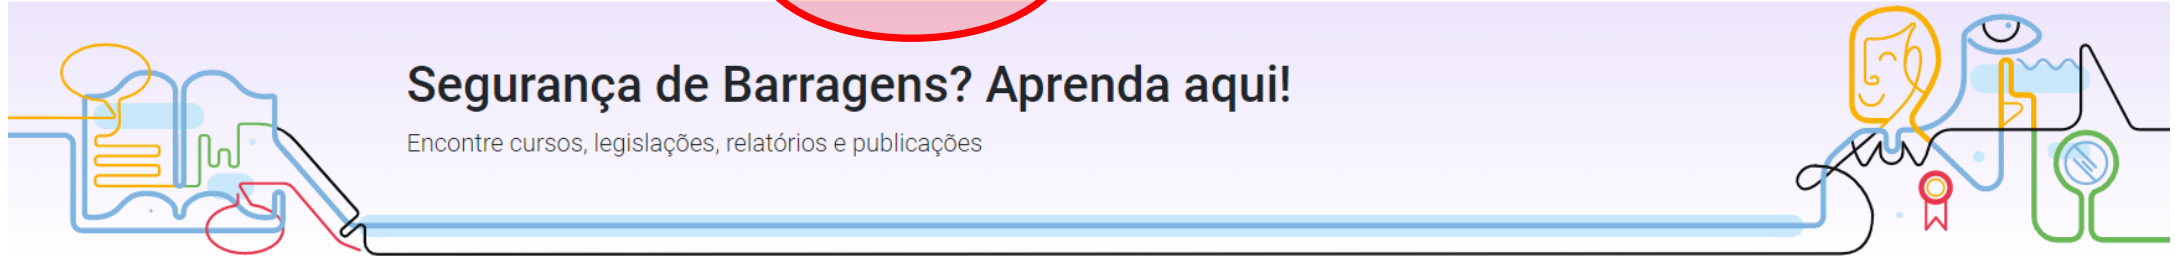 Segurança de Barragens? Aprenda aqui!
Encontre cursos, legislações, relatórios e publicações